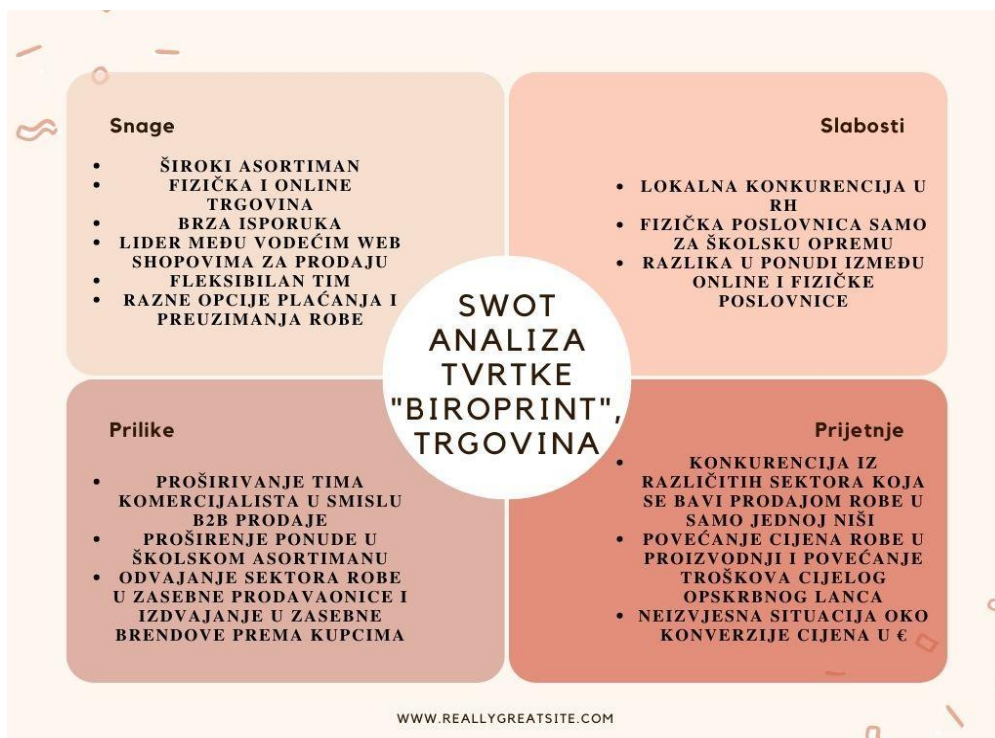 Snage
• ŠIROKI ASORTIMAN
• FIZIČKA I ONLINE
TRGOVINA
• BRZA ISPORUKA
• LIDER MEĐU VODEĆIM WEB
SHOPOVIMA ZA PRODAJU
• FLEKSIBILAN TIM
• RAZNE OPCIJE PLAĆANJA I
PREUZIMANJA ROBE
Slabosti
• LOKALNA KONKURENCIJA U
RH
• FIZIČKA POSLOVNICA SAMO
ZA ŠKOLSKU OPREMU
• RAZLIKA U PONUDI IZMEĐU
ONLINE I FIZIČKE
POSLOVNICE
SWOT
ANALIZA
TVRTKE
"BIROPRINT",
TRGOVINA
Prilike
• PROŠIRIVANJE TIMA
KOMERCIJALISTA U SMISLU
B2B PRODAJE
• PROŠIRENJE PONUDE U
ŠKOLSKOM ASORTIMANU
• ODVAJANJE SEKTORA ROBE
U ZASEBNE PRODAVAONICE I
IZDVAJANJE U ZASEBNE
BRENDOVE PREMA KUPCIMA
Prijetnje
• KONKURENCIJA IZ
RAZLIČITIH SEKTORA KOJA
SE BAVI PRODAJOM ROBE U
SAMO JEDNOJ NIŠI
• POVEĆANJE CIJENA ROBE U
PROIZVODNJI I POVEĆANJE
TROŠKOVA CIJELOG
OPSKRBNOG LANCA
• NEIZVJESNA SITUACIJA OKO
KONVERZIJE CIJENA U €
WWW.REALLYGREATSITE.COM